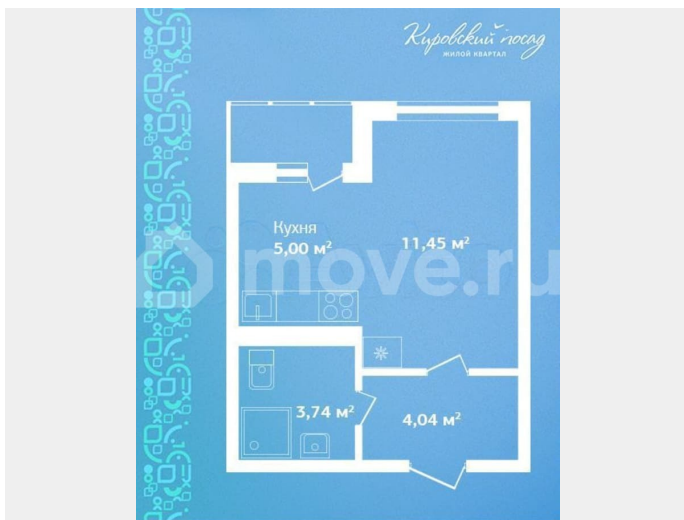 Кировский посад
ЖИЛОЙ КВАРТАЛ
Кухня
5,00 м²
11,45 м²
move.ru
3,74 м²
4,04 м²